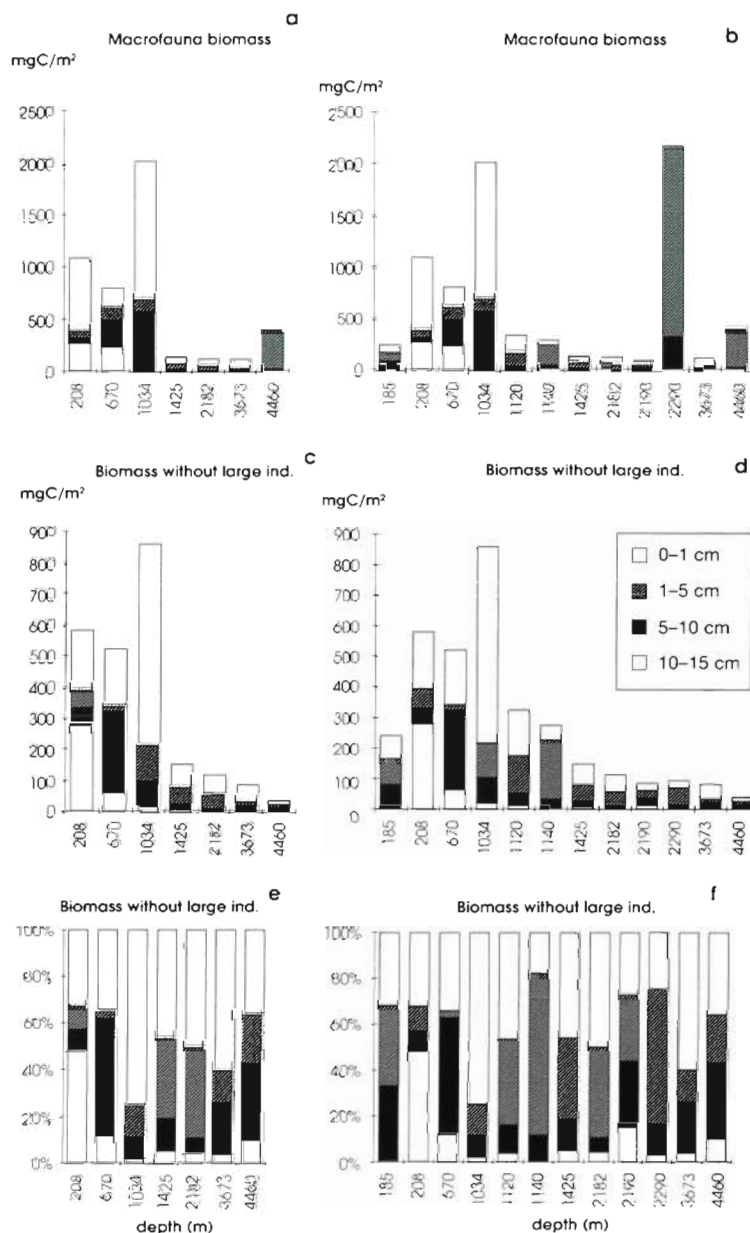 a
Macrofauna biomass
mgC/m²
2500
2000
1500
1000
500
0
208 670 1034 1425 2182 3673 4460
b
Macrofauna biomass
mgC/m²
2500
2000
1500
1000
500
0
185 208 670 1034 1120 1140 1425 2182 2190 2290 3673 4460
c
Biomass without large ind.
mgC/m²
900
800
700
600
500
400
300
200
100
0
208 670 1034 1425 2182 3673 4460
d
Biomass without large ind.
mgC/m²
900
800
700
600
500
400
300
200
100
0
0–1 cm
1–5 cm
5–10 cm
10–15 cm
185 208 670 1034 1120 1140 1425 2182 2190 2290 3673 4460
e
Biomass without large ind.
100%
80%
60%
40%
20%
0%
208 670 1034 1425 2182 3673 4460
depth (m)
f
Biomass without large ind.
100%
80%
60%
40%
20%
0%
185 208 670 1034 1120 1140 1425 2182 2190 2290 3673 4460
depth (m)